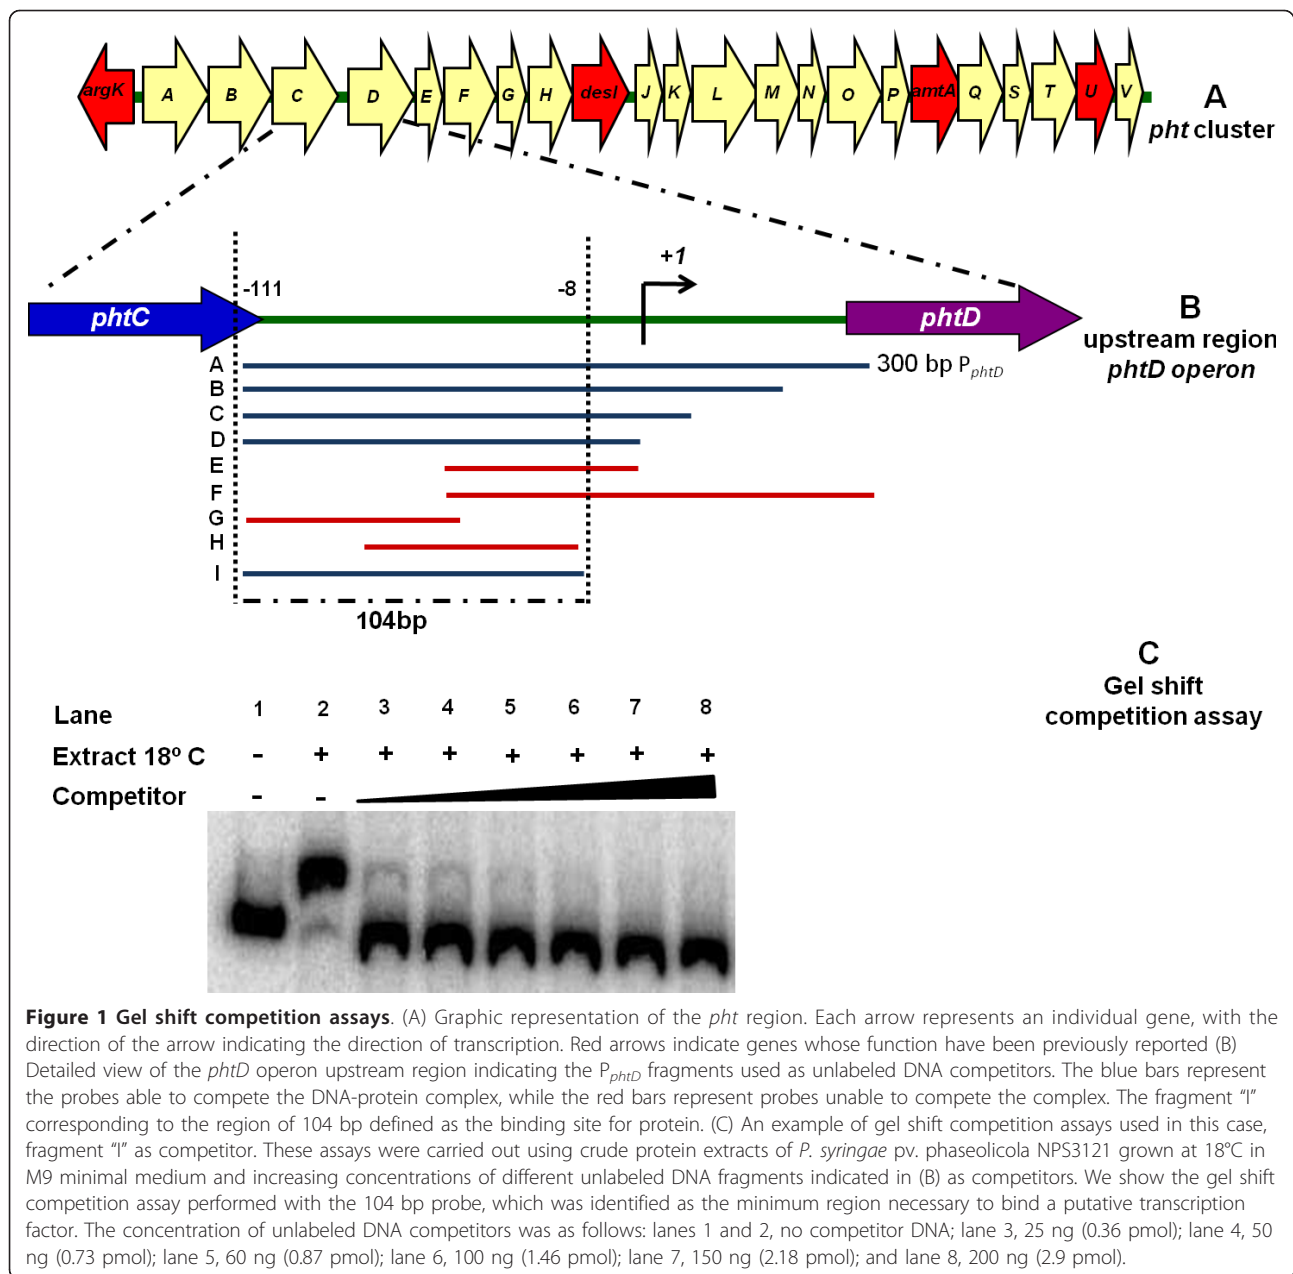 argK A B C D E F G H desI J K L M N O P amtA Q S T U V
A
pht cluster
-111 -8 +1
phtC phtD
B
upstream region
phtD operon
A 300 bp PphtD
B
C
D
E
F
G
H
I
104bp
C
Gel shift
competition assay
Lane 1 2 3 4 5 6 7 8
Extract 18º C - + + + + + + +
Competitor - -
Figure 1 Gel shift competition assays. (A) Graphic representation of the pht region. Each arrow represents an individual gene, with the
direction of the arrow indicating the direction of transcription. Red arrows indicate genes whose function have been previously reported (B)
Detailed view of the phtD operon upstream region indicating the PphtD fragments used as unlabeled DNA competitors. The blue bars represent
the probes able to compete the DNA-protein complex, while the red bars represent probes unable to compete the complex. The fragment “I”
corresponding to the region of 104 bp defined as the binding site for protein. (C) An example of gel shift competition assays used in this case,
fragment “I” as competitor. These assays were carried out using crude protein extracts of P. syringae pv. phaseolicola NPS3121 grown at 18°C in
M9 minimal medium and increasing concentrations of different unlabeled DNA fragments indicated in (B) as competitors. We show the gel shift
competition assay performed with the 104 bp probe, which was identified as the minimum region necessary to bind a putative transcription
factor. The concentration of unlabeled DNA competitors was as follows: lanes 1 and 2, no competitor DNA; lane 3, 25 ng (0.36 pmol); lane 4, 50
ng (0.73 pmol); lane 5, 60 ng (0.87 pmol); lane 6, 100 ng (1.46 pmol); lane 7, 150 ng (2.18 pmol); and lane 8, 200 ng (2.9 pmol).